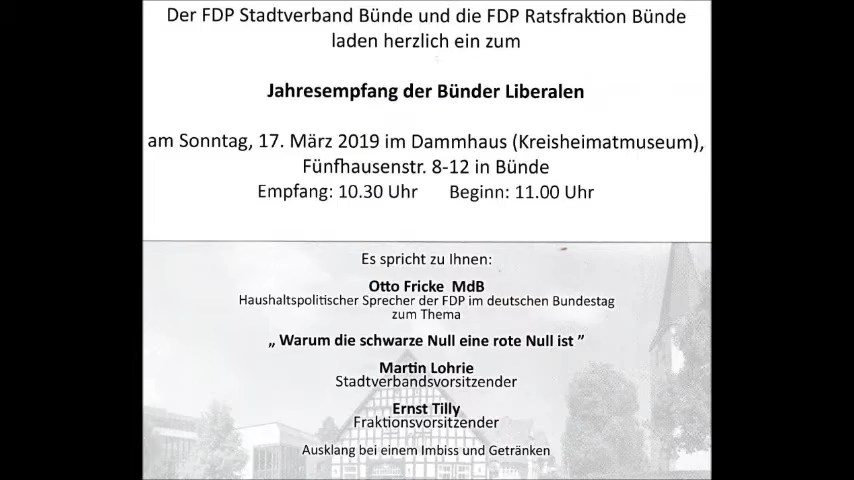 Der FDP Stadtverband Bünde und die FDP Ratsfraktion Bünde
laden herzlich ein zum
Jahresempfang der Bünder Liberalen
am Sonntag, 17. März 2019 im Dammhaus (Kreisheimatmuseum),
Fünfhausenstr. 8-12 in Bünde
Empfang: 10.30 Uhr Beginn: 11.00 Uhr
Es spricht zu Ihnen:
Otto Fricke MdB
Haushaltspolitischer Sprecher der FDP im deutschen Bundestag
zum Thema
„ Warum die schwarze Null eine rote Null ist ”
Martin Lohrie
Stadtverbandsvorsitzender
Ernst Tilly
Fraktionsvorsitzender
Ausklang bei einem Imbiss und Getränken